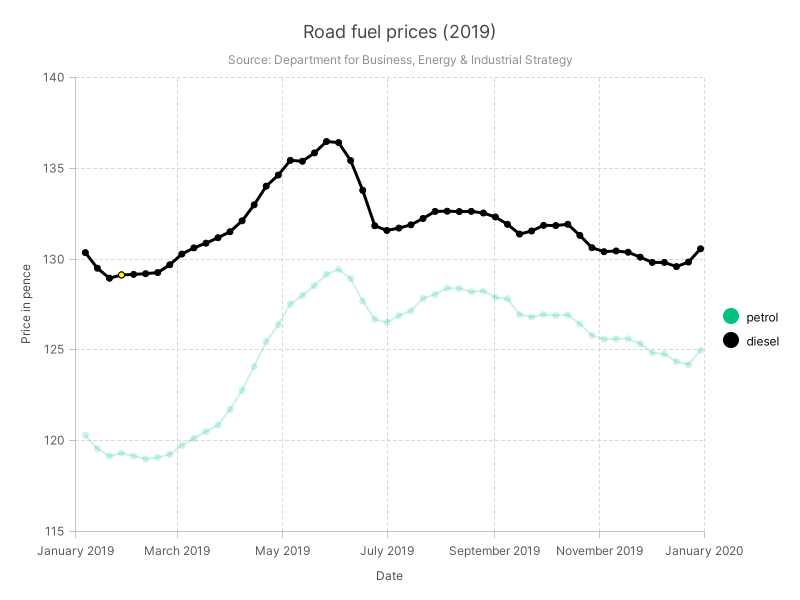 Road fuel prices (2019)
Source: Department for Business, Energy & Industrial Strategy
140
135
130
125
120
115
Price in pence
January 2019
March 2019
May 2019
July 2019
September 2019
November 2019
January 2020
Date
petrol
diesel